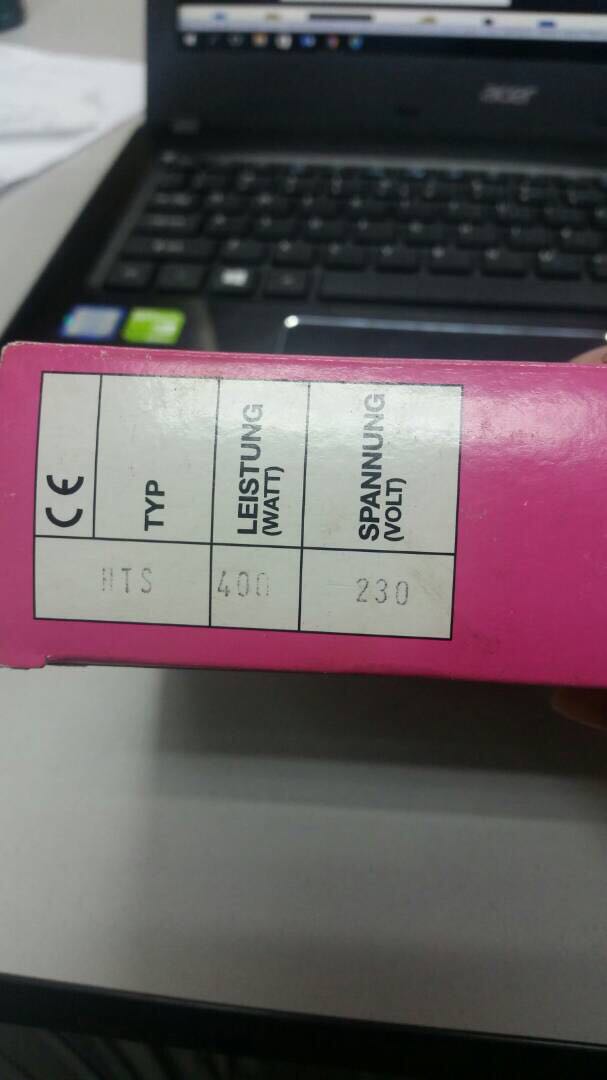 acer
CE
TYP
LEISTUNG
(WATT)
SPANNUNG
(VOLT)
HTS
400
230